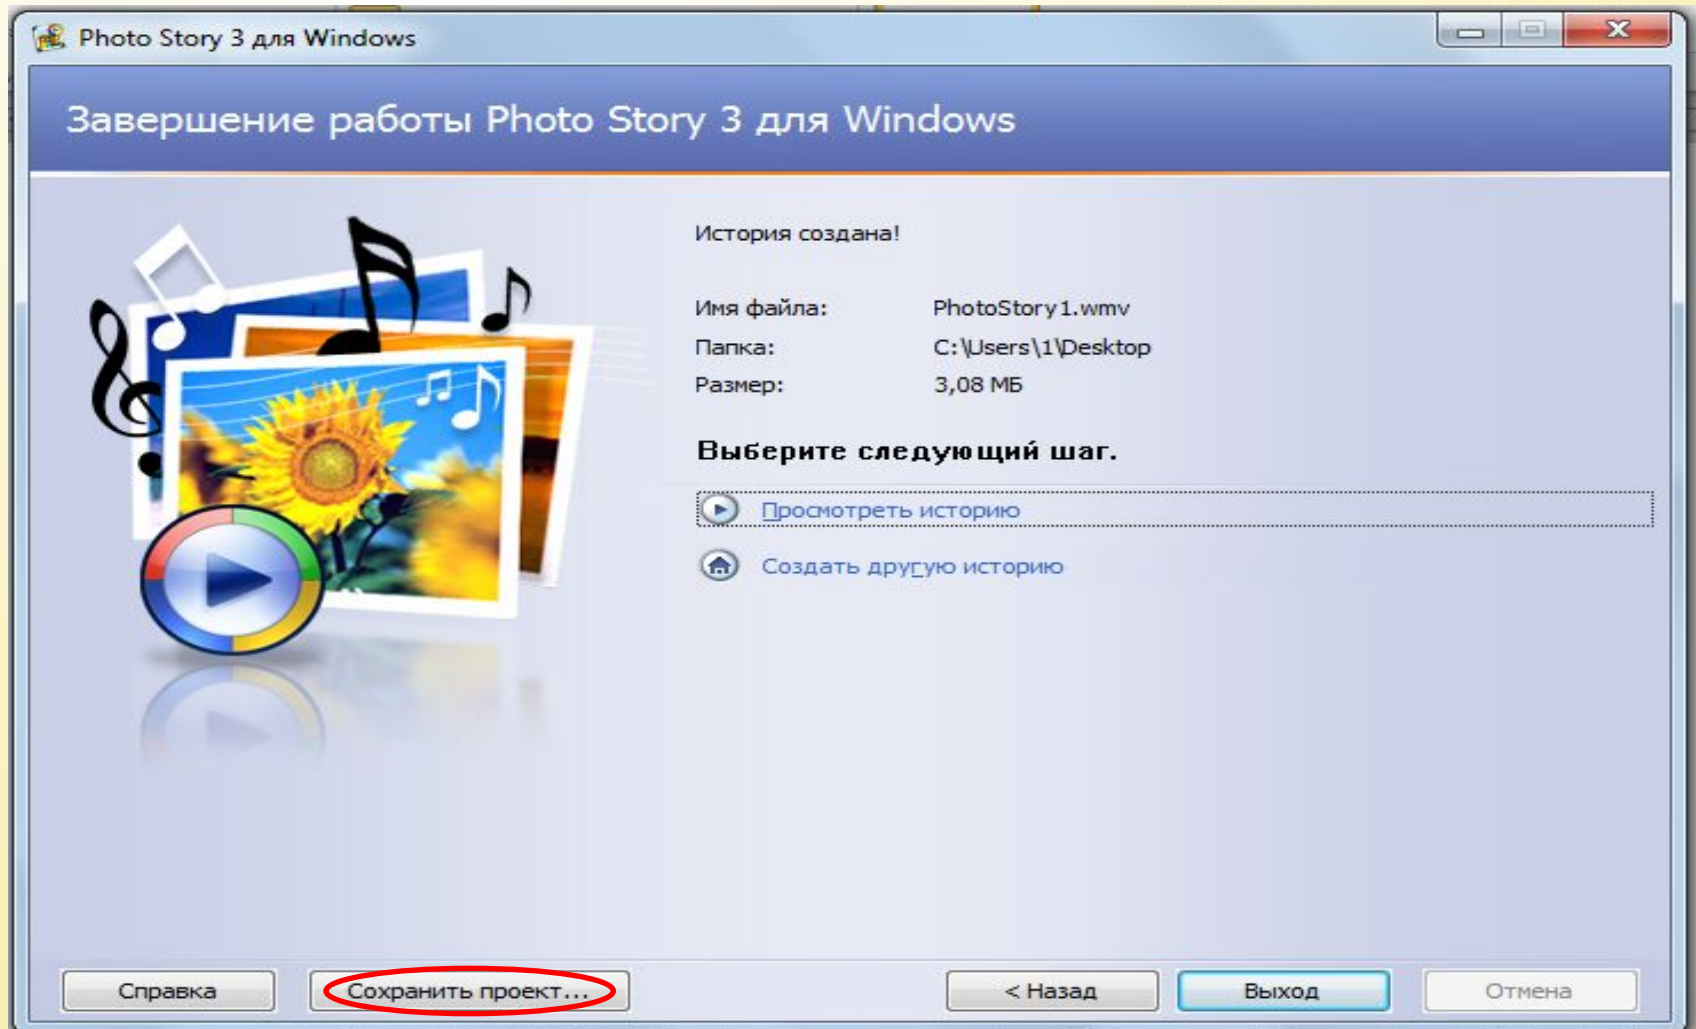 Photo Story 3 для Windows
Завершение работы Photo Story 3 для Windows
История создана!
Имя файла: PhotoStory1.wmv
Папка: C:\Users\1\Desktop
Размер: 3,08 МБ
Выберите следующий шаг.
Просмотреть историю
Создать другую историю
Справка Сохранить проект... < Назад Выход Отмена